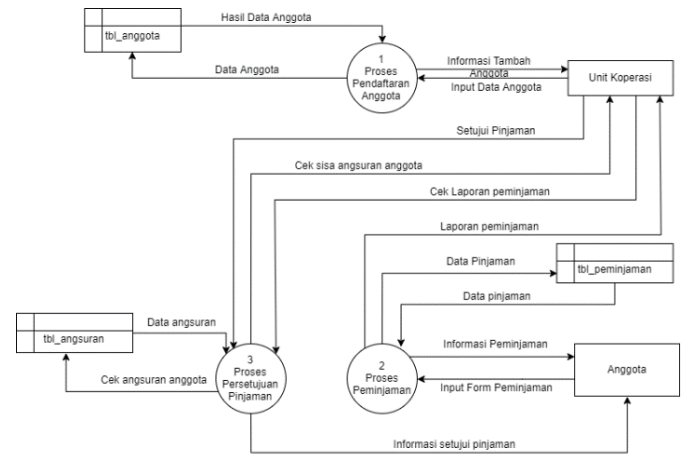 Hasil Data Anggota
tbl_anggota
Data Anggota
1
Proses
Pendaftaran
Anggota
Informasi Tambah
Anggota
Input Data Anggota
Unit Koperasi
Setujui Pinjaman
Cek sisa angsuran anggota
Cek Laporan peminjaman
Laporan peminjaman
Data Pinjaman
tbl_peminjaman
Data pinjaman
Data angsuran
tbl_angsuran
Cek angsuran anggota
3
Proses
Persetujuan
Pinjaman
2
Proses
Peminjaman
Informasi Peminjaman
Input Form Peminjaman
Anggota
Informasi setujui pinjaman